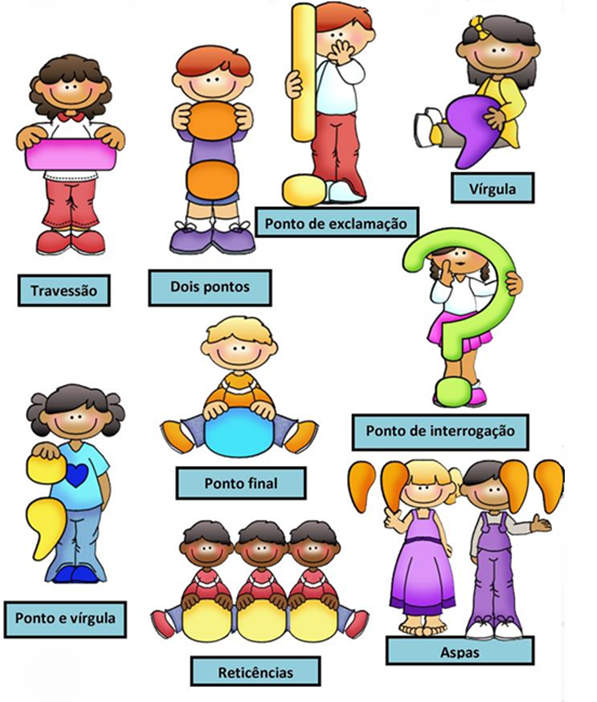 Travessão
Dois pontos
Ponto de exclamação
Vírgula
Ponto final
Ponto de interrogação
Ponto e vírgula
Reticências
Aspas